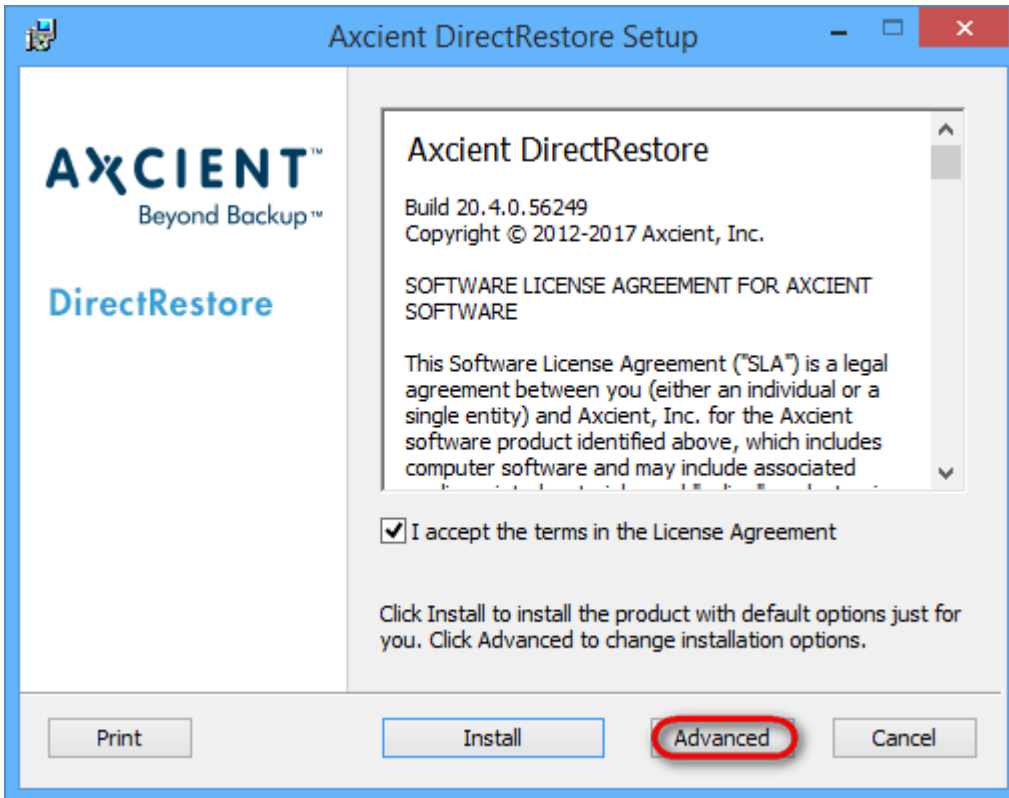 Axcient DirectRestore Setup
AXCIENT™
Beyond Backup™
DirectRestore
Axcient DirectRestore
Build 20.4.0.56249
Copyright © 2012-2017 Axcient, Inc.
SOFTWARE LICENSE AGREEMENT FOR AXCIENT
SOFTWARE
This Software License Agreement ("SLA") is a legal
agreement between you (either an individual or a
single entity) and Axcient, Inc. for the Axcient
software product identified above, which includes
computer software and may include associated
I accept the terms in the License Agreement
Click Install to install the product with default options just for
you. Click Advanced to change installation options.
Print
Install
Advanced
Cancel